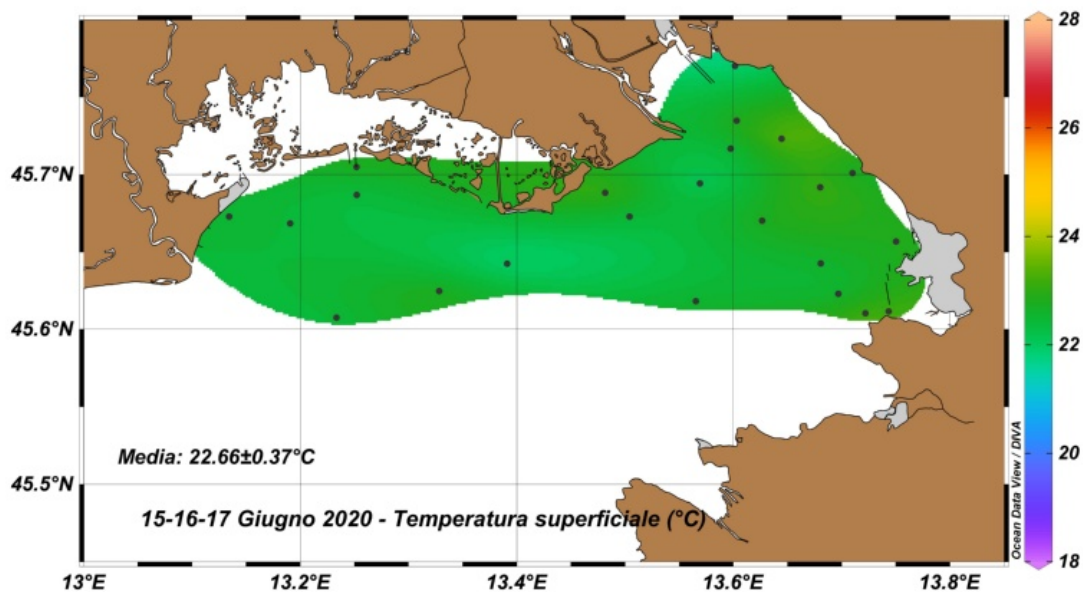 28
26
24
22
20
18
45.7°N
45.6°N
45.5°N
Media: 22.66±0.37°C
15-16-17 Giugno 2020 - Temperatura superficiale (°C)
Ocean Data View / DIVA
13°E
13.2°E
13.4°E
13.6°E
13.8°E